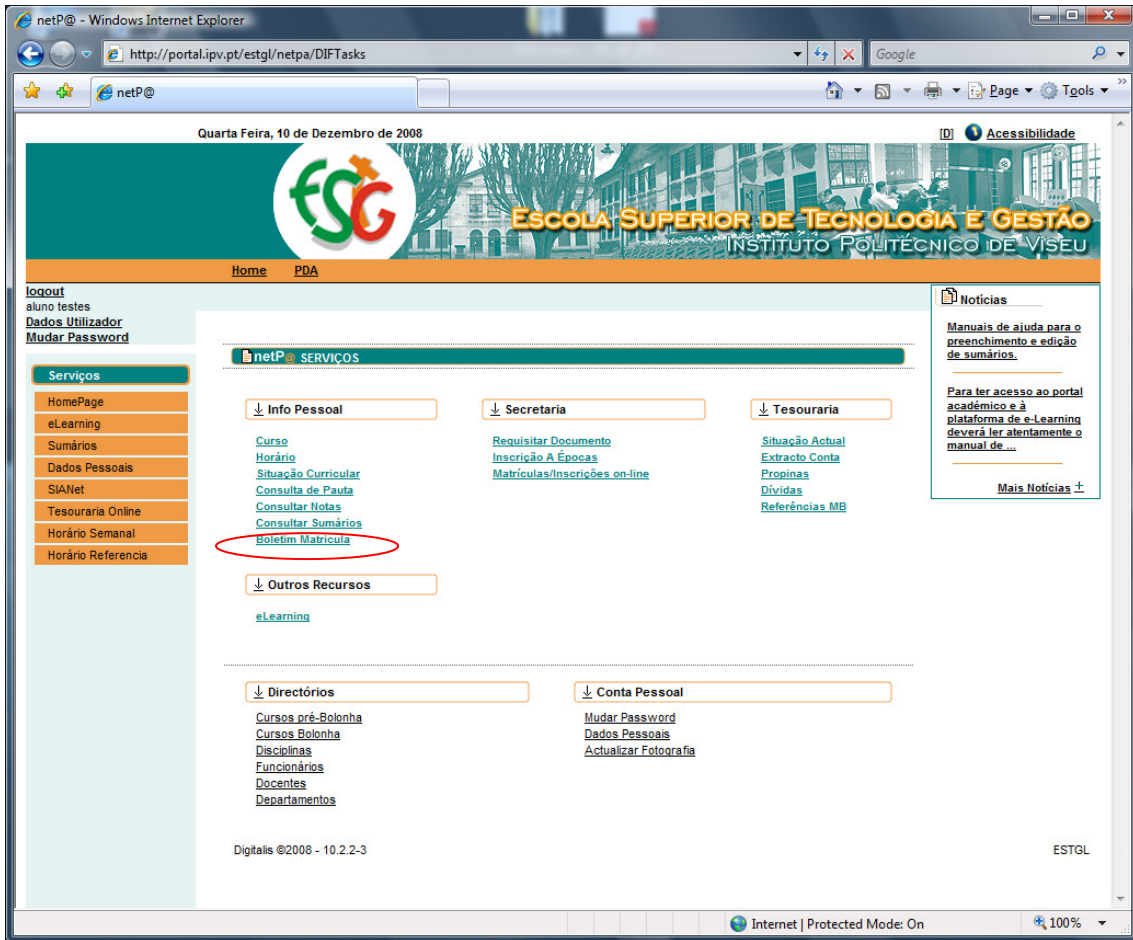 netP@ - Windows Internet Explorer
http://portal.ipv.pt/estgl/netpa/DIFTasks
Google
netP@
Page
Tools
Quarta Feira, 10 de Dezembro de 2008
[D] Acessibilidade
ESTG
ESCOLA SUPERIOR DE TECNOLOGIA E GESTÃO
INSTITUTO POLITÉCNICO DE VISEU
Home PDA
logout
aluno testes
Dados Utilizador
Mudar Password
Serviços
HomePage
eLearning
Sumários
Dados Pessoais
SIANet
Tesouraria Online
Horário Semanal
Horário Referencia
netP@ SERVIÇOS
Info Pessoal
Curso
Horário
Situação Curricular
Consulta de Pauta
Consultar Notas
Consultar Sumários
Boletim Matricula
Secretaria
Requisitar Documento
Inscrição A Épocas
Matrículas/Inscrições on-line
Tesouraria
Situação Actual
Extracto Conta
Propinas
Dívidas
Referências MB
Outros Recursos
eLearning
Notícias
Manuais de ajuda para o
preenchimento e edição
de sumários.
Para ter acesso ao portal
académico e à
plataforma de e-Learning
deverá ler atentamente o
manual de ...
Mais Notícias
Directórios
Cursos pré-Bolonha
Cursos Bolonha
Disciplinas
Funcionários
Docentes
Departamentos
Conta Pessoal
Mudar Password
Dados Pessoais
Actualizar Fotografia
Digitalis ©2008 - 10.2.2-3
ESTGL
Internet | Protected Mode: On
100%